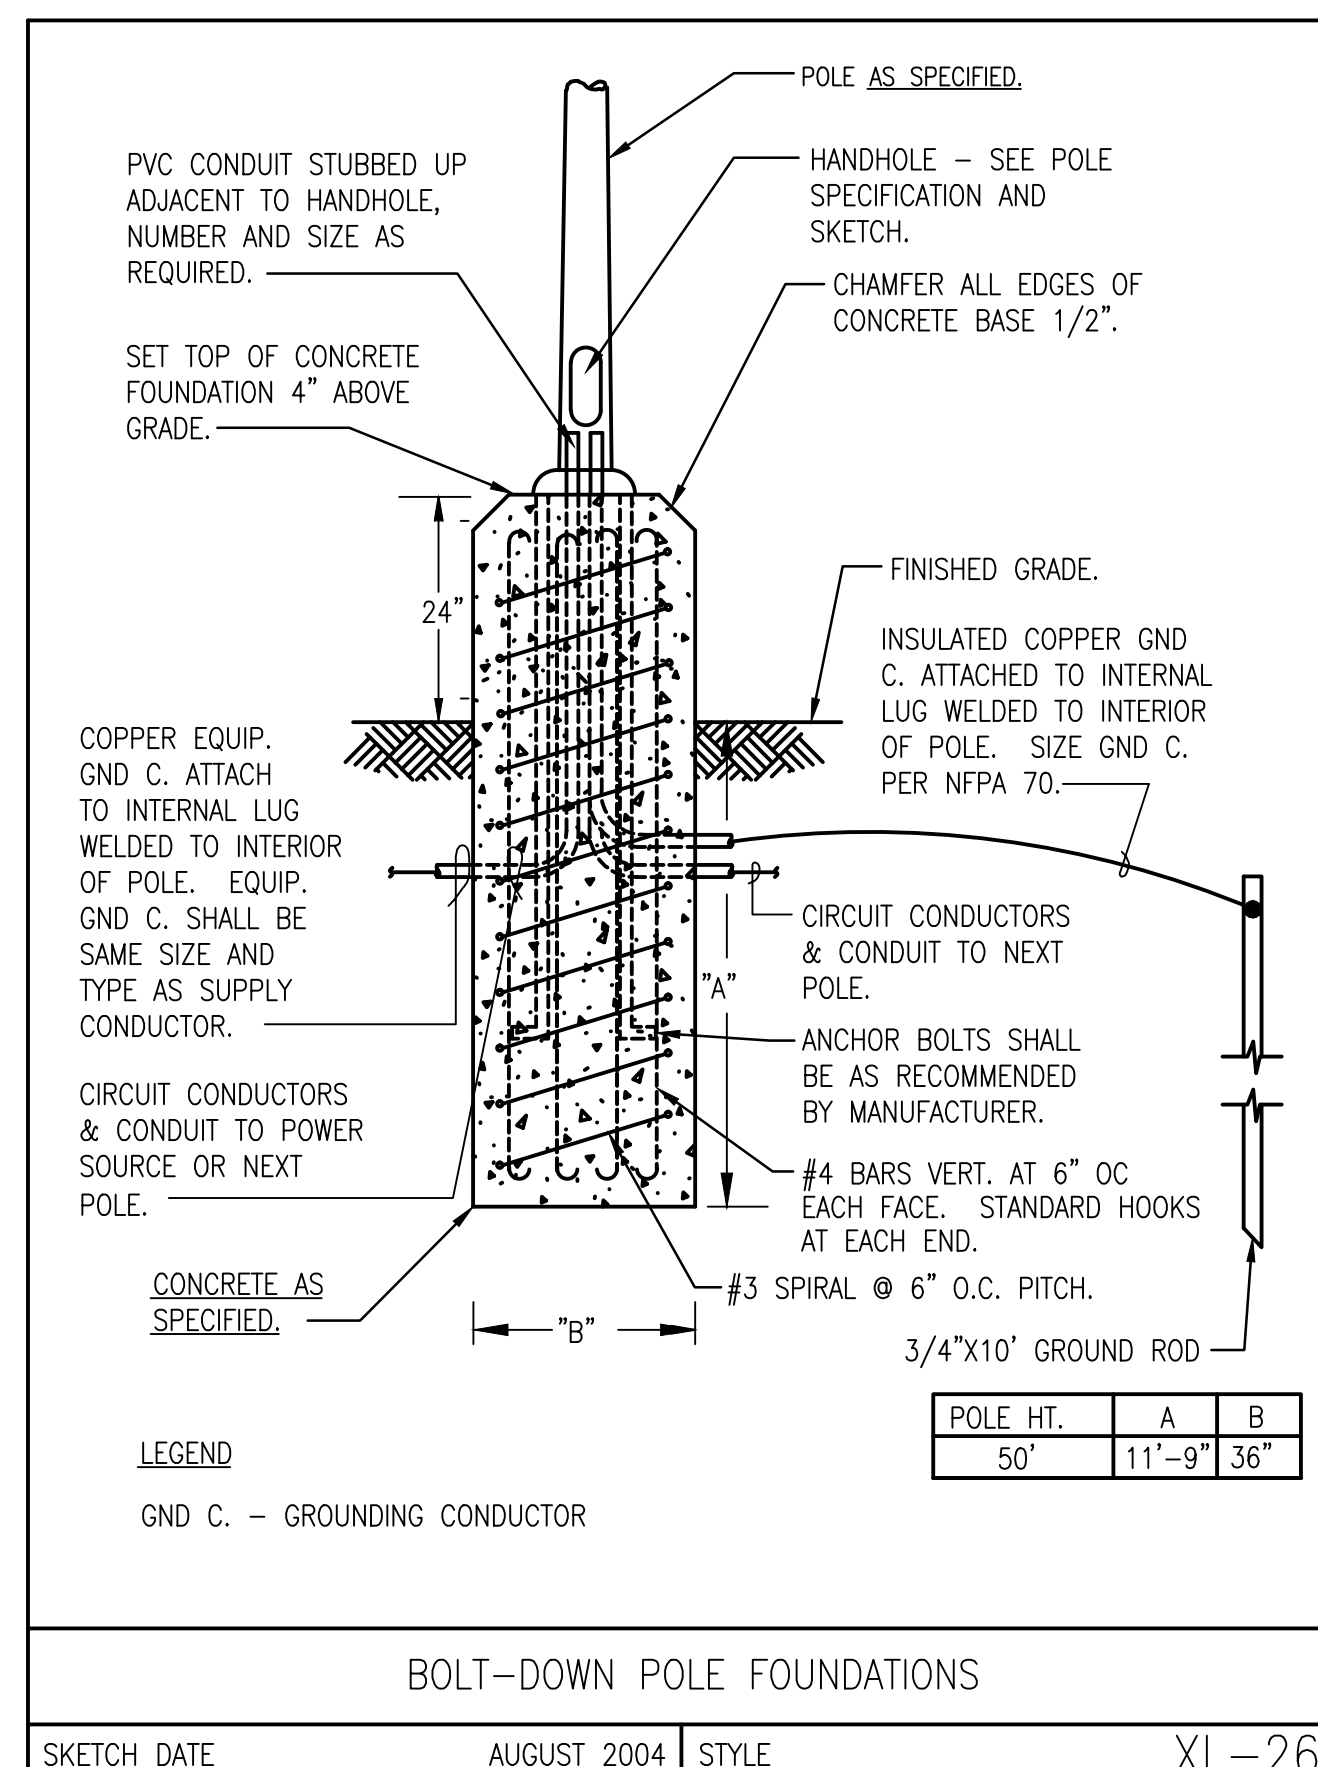 POLE AS SPECIFIED.
PVC CONDUIT STUBBED UP
ADJACENT TO HANDHOLE,
NUMBER AND SIZE AS
REQUIRED.
HANDHOLE – SEE POLE
SPECIFICATION AND
SKETCH.
CHAMFER ALL EDGES OF
CONCRETE BASE 1/2".
SET TOP OF CONCRETE
FOUNDATION 4" ABOVE
GRADE.
24"
FINISHED GRADE.
INSULATED COPPER GND
C. ATTACHED TO INTERNAL
LUG WELDED TO INTERIOR
OF POLE. SIZE GND C.
PER NFPA 70.
COPPER EQUIP.
GND C. ATTACH
TO INTERNAL LUG
WELDED TO INTERIOR
OF POLE. EQUIP.
GND C. SHALL BE
SAME SIZE AND
TYPE AS SUPPLY
CONDUCTOR.
CIRCUIT CONDUCTORS
& CONDUIT TO NEXT
POLE.
"A"
ANCHOR BOLTS SHALL
BE AS RECOMMENDED
BY MANUFACTURER.
CIRCUIT CONDUCTORS
& CONDUIT TO POWER
SOURCE OR NEXT
POLE.
#4 BARS VERT. AT 6" OC
EACH FACE. STANDARD HOOKS
AT EACH END.
CONCRETE AS
SPECIFIED.
#3 SPIRAL @ 6" O.C. PITCH.
"B"
3/4"X10' GROUND ROD
POLE HT. A B
50' 11'–9" 36"
LEGEND
GND C. – GROUNDING CONDUCTOR
BOLT–DOWN POLE FOUNDATIONS
SKETCH DATE AUGUST 2004 STYLE XL–26